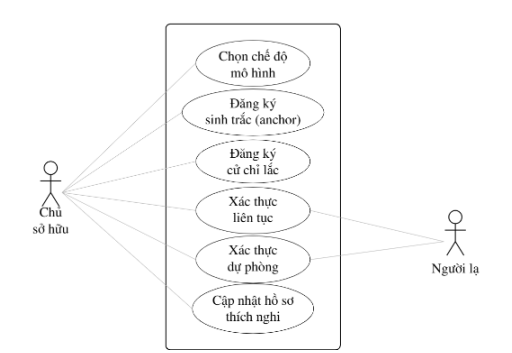 Chọn chế độ
mô hình
Đăng ký
sinh trắc (anchor)
Đăng ký
cử chỉ lắc
Xác thực
liên tục
Xác thực
dự phòng
Cập nhật hồ sơ
thích nghi
Chủ
sở hữu
Người lạ